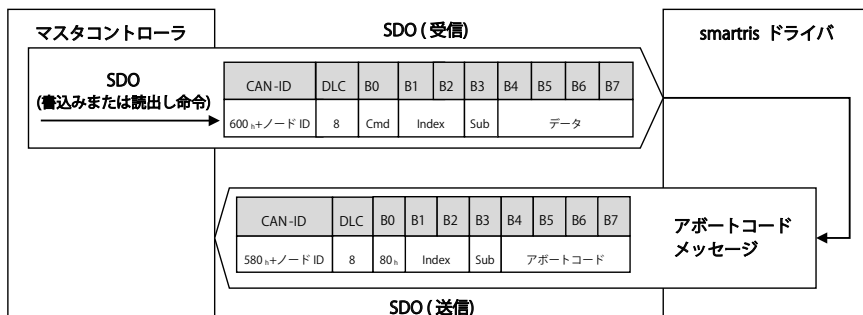 マスタコントローラ
SDO ( 受信 )
smartris ドライバ
SDO
(書込みまたは読出し命令)
CAN-ID DLC B0 B1 B2 B3 B4 B5 B6 B7
600h+ノード ID 8 Cmd Index Sub データ
CAN-ID DLC B0 B1 B2 B3 B4 B5 B6 B7
580h+ノード ID 8 80h Index Sub アボートコード
アボートコード
メッセージ
SDO ( 送信 )